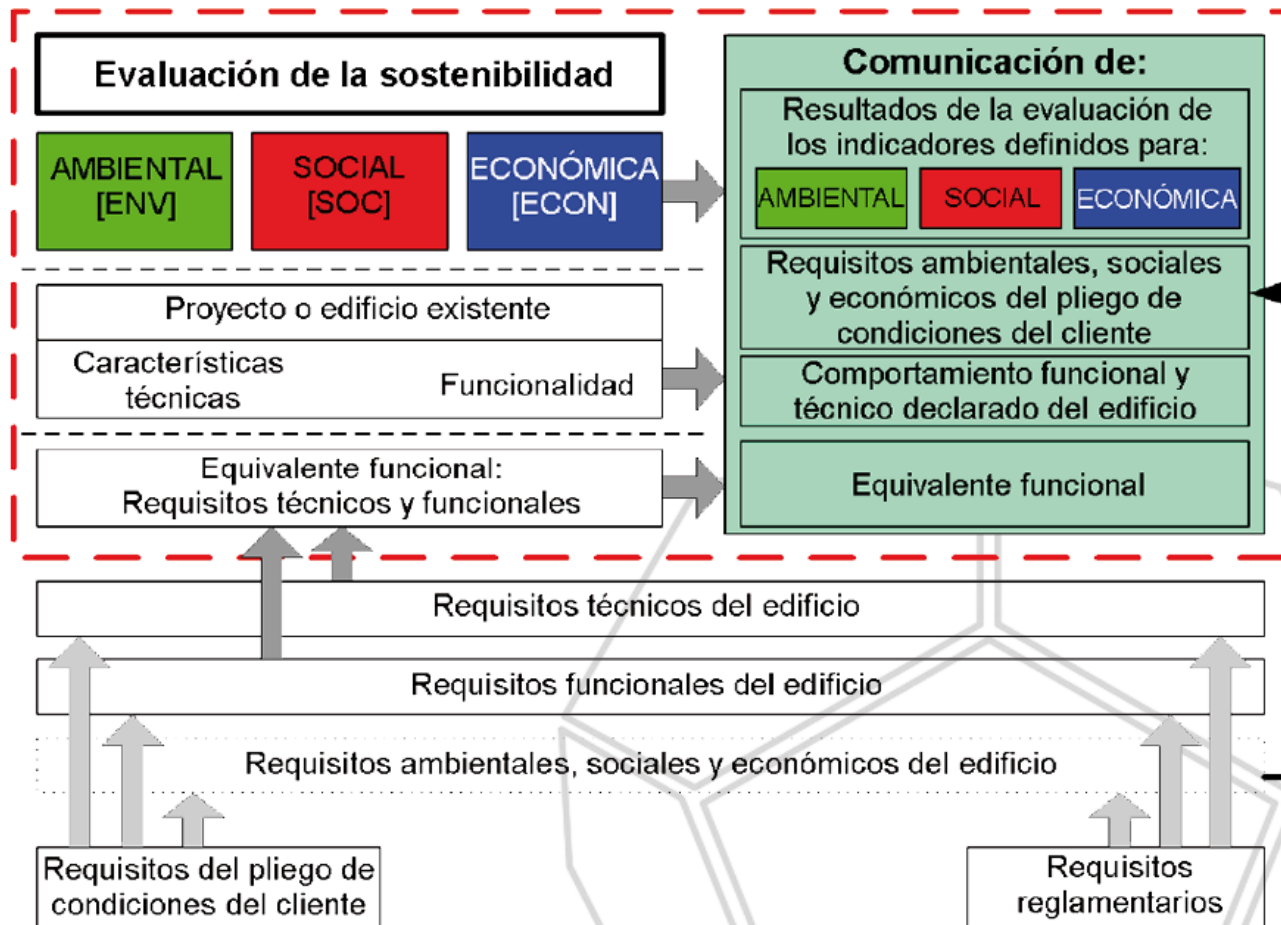 Evaluación de la sostenibilidad
AMBIENTAL
[ENV]
SOCIAL
[SOC]
ECONÓMICA
[ECON]
Proyecto o edificio existente
Características
técnicas
Funcionalidad
Equivalente funcional:
Requisitos técnicos y funcionales
Comunicación de:
Resultados de la evaluación de
los indicadores definidos para:
AMBIENTAL
SOCIAL
ECONÓMICA
Requisitos ambientales, sociales
y económicos del pliego de
condiciones del cliente
Comportamiento funcional y
técnico declarado del edificio
Equivalente funcional
Requisitos técnicos del edificio
Requisitos funcionales del edificio
Requisitos ambientales, sociales y económicos del edificio
Requisitos del pliego de
condiciones del cliente
Requisitos
reglamentarios